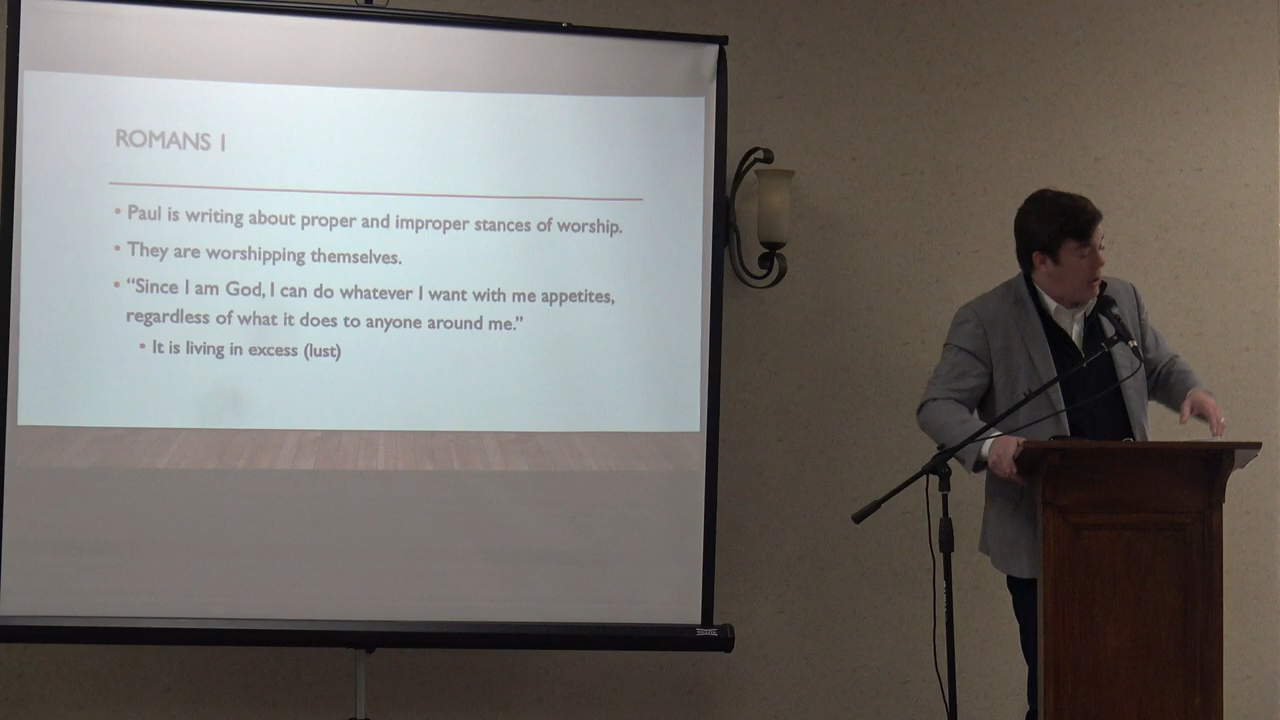 ROMANS 1
• Paul is writing about proper and improper stances of worship.
• They are worshipping themselves.
• “Since I am God, I can do whatever I want with me appetites,
regardless of what it does to anyone around me.”
• It is living in excess (lust)